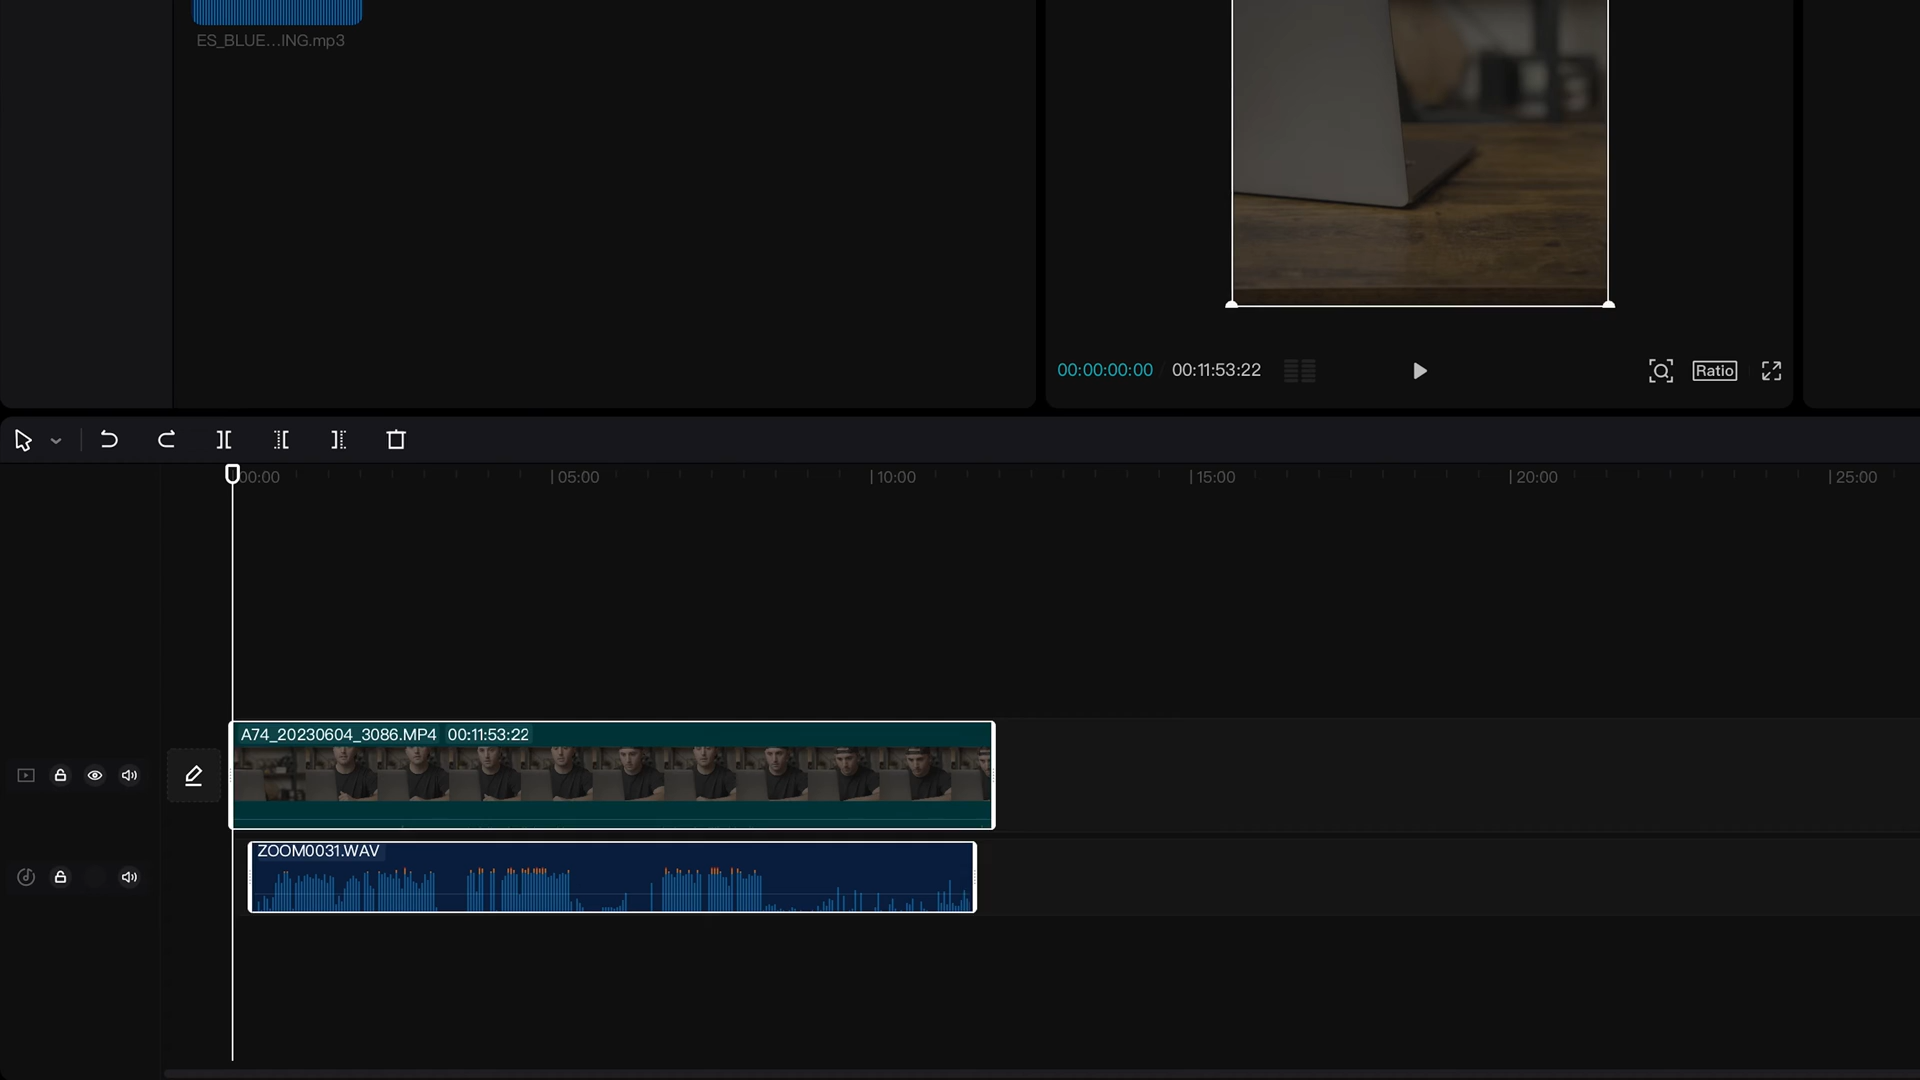 ES_BLUE...ING.mp3
00:00:00:00 00:11:53:22 Ratio
00:00 05:00 10:00 15:00 20:00 25:00
A74_20230604_3086.MP4 00:11:53:22
ZOOM0031.WAV